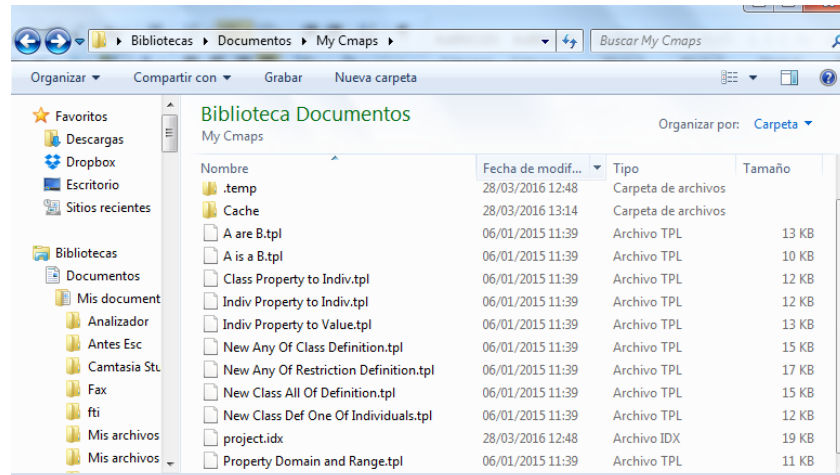 Bibliotecas ▸ Documentos ▸ My Cmaps ▸
Buscar My Cmaps
Organizar Compartir con Grabar Nueva carpeta
Favoritos
Descargas
Dropbox
Escritorio
Sitios recientes
Bibliotecas
Documentos
Mis document
Analizador
Antes Esc
Camtasia Stu
Fax
fti
Mis archivos
Mis archivos
Biblioteca Documentos
My Cmaps
Organizar por: Carpeta
Nombre Fecha de modif... Tipo Tamaño
.temp 28/03/2016 12:48 Carpeta de archivos
Cache 28/03/2016 13:14 Carpeta de archivos
A are B.tpl 06/01/2015 11:39 Archivo TPL 13 KB
A is a B.tpl 06/01/2015 11:39 Archivo TPL 10 KB
Class Property to Indiv.tpl 06/01/2015 11:39 Archivo TPL 12 KB
Indiv Property to Indiv.tpl 06/01/2015 11:39 Archivo TPL 12 KB
Indiv Property to Value.tpl 06/01/2015 11:39 Archivo TPL 13 KB
New Any Of Class Definition.tpl 06/01/2015 11:39 Archivo TPL 15 KB
New Any Of Restriction Definition.tpl 06/01/2015 11:39 Archivo TPL 17 KB
New Class All Of Definition.tpl 06/01/2015 11:39 Archivo TPL 15 KB
New Class Def One Of Individuals.tpl 06/01/2015 11:39 Archivo TPL 12 KB
project.idx 28/03/2016 12:48 Archivo IDX 19 KB
Property Domain and Range.tpl 06/01/2015 11:39 Archivo TPL 11 KB